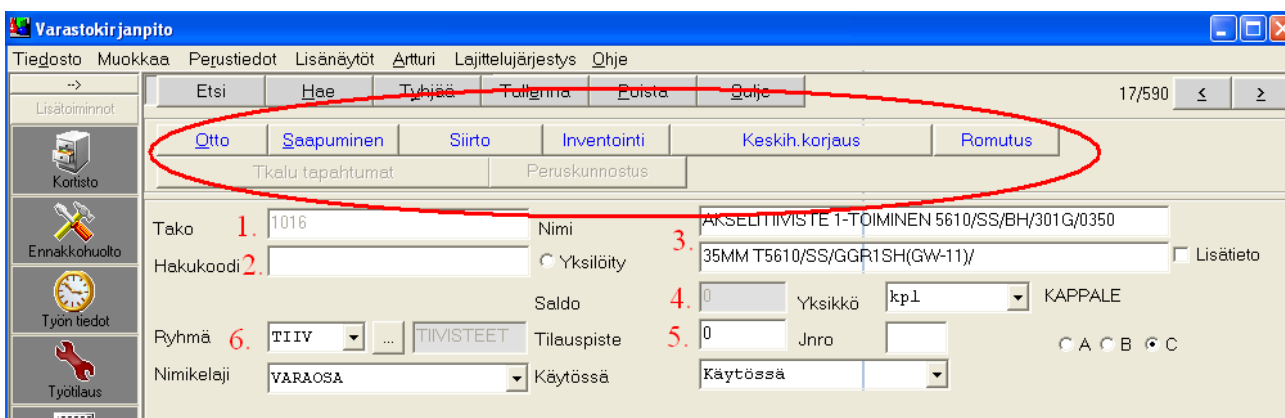 Varastokirjanpito
Tiedosto Muokkaa Perustiedot Lisänäytöt Artturi Lajittelujärjestys Ohje
--> Etsi Hae Tyhjää Tallenna Poista Sulje 17/590 < >
Lisätoiminnot
Otto Saapuminen Siirto Inventointi Keskih.korjaus Romutus
Tkalu tapahtumat Peruskunnostus
Kortisto
Tako 1. 1016 Nimi 3. AKSELITIIVISTE 1-TOIMINEN 5610/SS/BH/301G/0350
Ennakkohuolto
Hakukoodi 2. Yksilöity 35MM T5610/SS/GGR1SH(GW-11)/ Lisätieto
Saldo 4. 0 Yksikkö kpl KAPPALE
Työn tiedot
Ryhmä 6. TIIV ... TIIVISTEET Tilauspiste 5. 0 Jnro A B C
Nimikelaji VARAOSA Käytössä Käytössä
Työtilaus